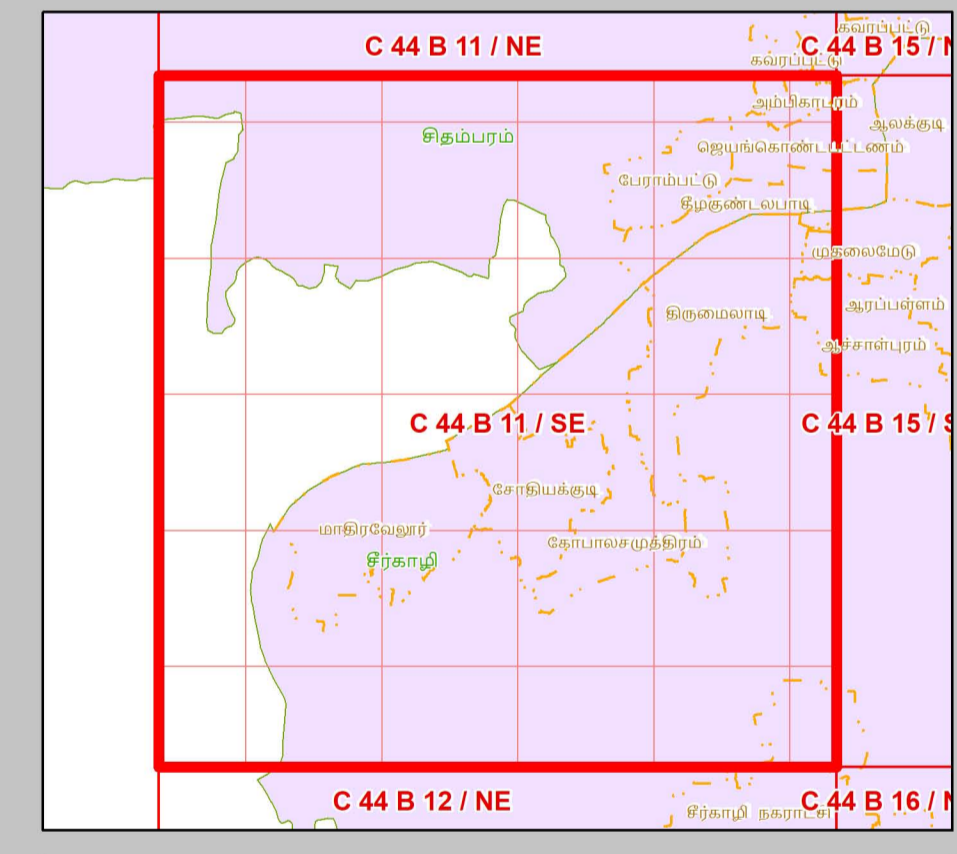 கவரப்பட்டு
C 44 B 11 / NE
C 44 B 15 / N
கவரப்பட்டு
அம்பிகாபுரம்
ஆலக்குடி
சிதம்பரம்
ஜெயங்கொண்டபட்டணம்
பேராம்பட்டு
கீழகுண்டலபாடி
முதலைமேடு
ஆரப்பள்ளம்
திருமைலாடி
ஆச்சாள்புரம்
C 44 B 11 / SE
C 44 B 15 / S
சோதியக்குடி
மாதிரவேலூர்
கோபாலசமுத்திரம்
சீர்காழி
C 44 B 12 / NE
C 44 B 16 / N
சீர்காழி நகராட்சி